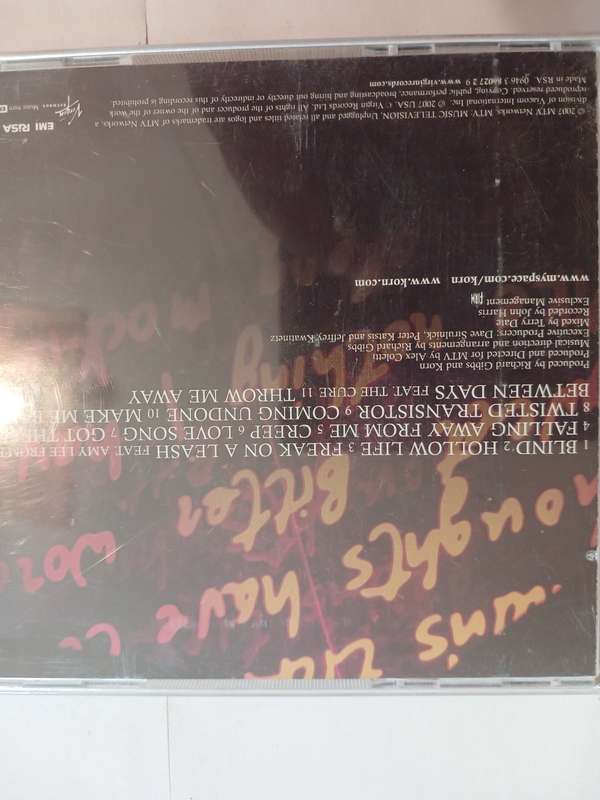 have
thoughts
Bitter
1 BLIND 2 HOLLOW LIFE 3 FREAK ON A LEASH FEAT. AMY LEE FROM
4 FALLING AWAY FROM ME 5 CREEP 6 LOVE SONG 7 GOT THE
8 TWISTED TRANSISTOR 9 COMING UNDONE 10 MAKE ME
BETWEEN DAYS FEAT. THE CURE 11 THROW ME AWAY
Nothing
Produced by Richard Gibbs and Korn
Produced and Directed for MTV by Alex Coletti
Musical direction and arrangements by Richard Gibbs
Executive Producers: Dave Sirulnick, Peter Katsis and Jeffrey Kwatinetz
Mixed by Terry Date
Recorded by John Harris
Exclusive Management FIRM
www.myspace.com/korn www.korn.com
© 2007 MTV Networks. MTV, MUSIC TELEVISION, Unplugged and all related titles and logos are trademarks of MTV Networks, a
division of Viacom International Inc. 2007 Virgin Records Ltd. All rights of the producer and of the owner of the work
reproduced reserved. Copying, public performance, broadcasting and hiring out directly or indirectly of this recording is prohibited.
Made in RSA. 0946 3 86027 2 9 www.virginrecords.com
EMI RiSA
Virgin